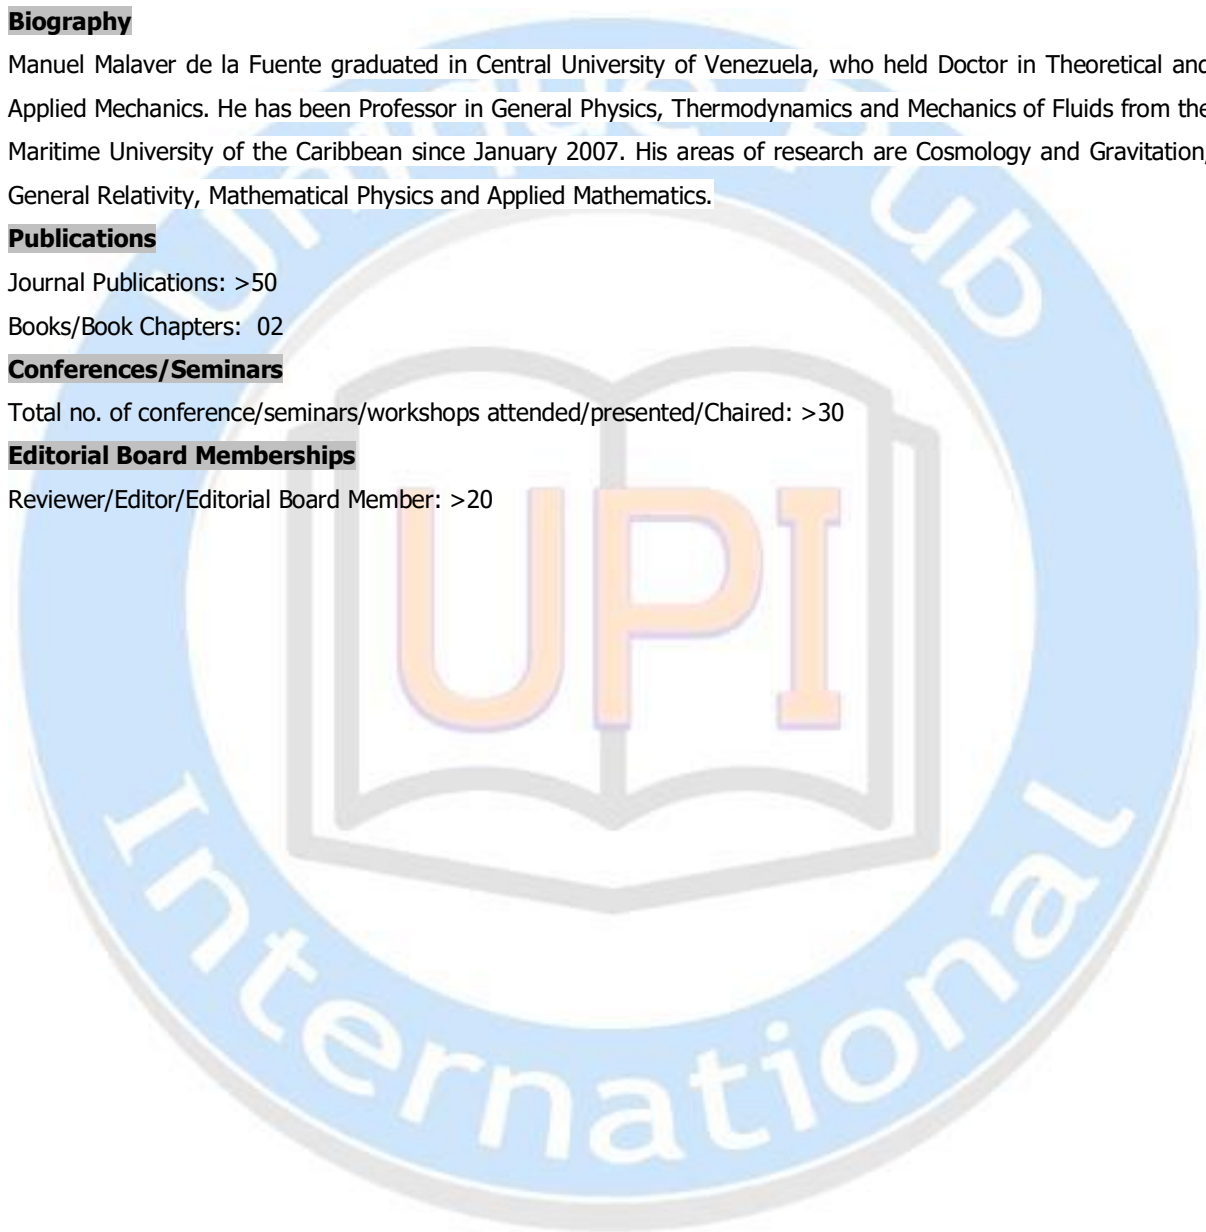 Biography
Manuel Malaver de la Fuente graduated in Central University of Venezuela, who held Doctor in Theoretical and
Applied Mechanics. He has been Professor in General Physics, Thermodynamics and Mechanics of Fluids from the
Maritime University of the Caribbean since January 2007. His areas of research are Cosmology and Gravitation,
General Relativity, Mathematical Physics and Applied Mathematics.
Publications
Journal Publications: >50
Books/Book Chapters: 02
Conferences/Seminars
Total no. of conference/seminars/workshops attended/presented/Chaired: >30
Editorial Board Memberships
Reviewer/Editor/Editorial Board Member: >20
UPI
International